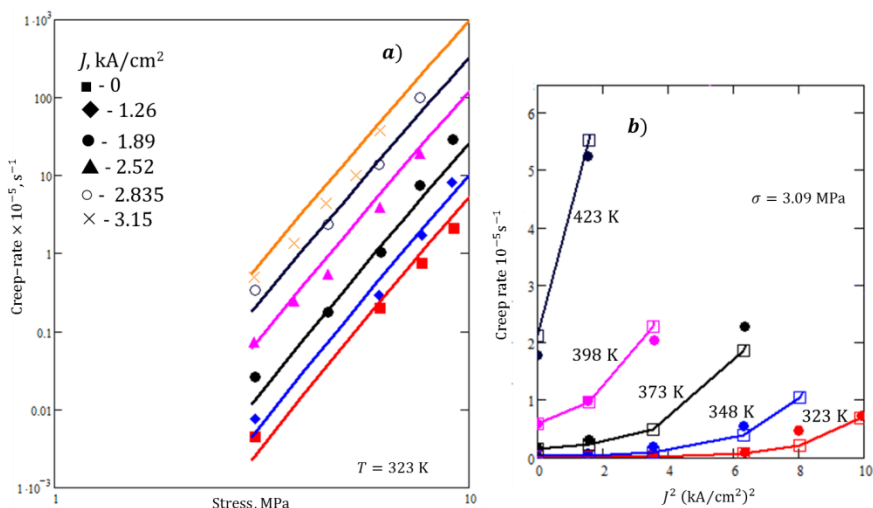 1·10³
100
10
1
0.1
0.01
1·10⁻³
1
10
Creep–rate × 10⁻⁵, s⁻¹
Stress, MPa
a)
J, kA/cm²
- 0
- 1.26
- 1.89
- 2.52
- 2.835
- 3.15
T = 323 K
b)
6
5
4
3
2
1
0
0
2
4
6
8
10
Creep rate 10⁻⁵s⁻¹
J² (kA/cm)²
σ = 3.09 MPa
423 K
398 K
373 K
348 K
323 K